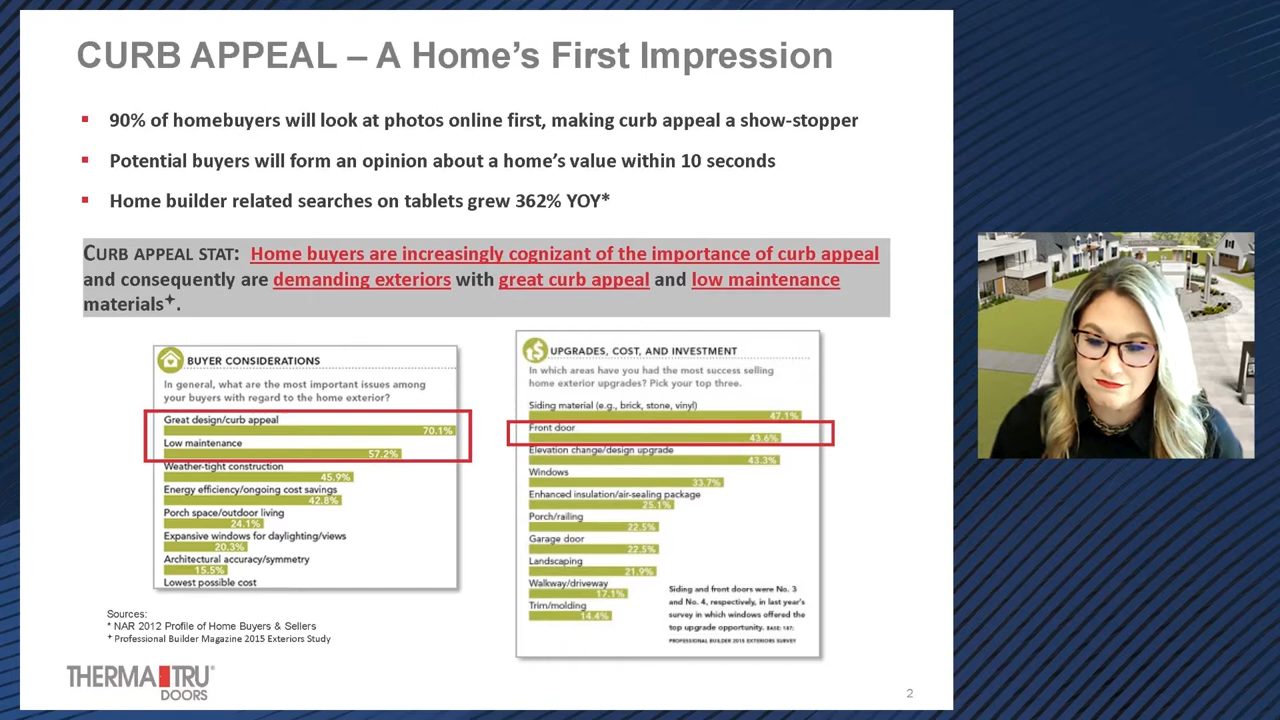 CURB APPEAL – A Home's First Impression
▪ 90% of homebuyers will look at photos online first, making curb appeal a show-stopper
▪ Potential buyers will form an opinion about a home's value within 10 seconds
▪ Home builder related searches on tablets grew 362% YOY*
CURB APPEAL STAT: Home buyers are increasingly cognizant of the importance of curb appeal
and consequently are demanding exteriors with great curb appeal and low maintenance
materials✦.
BUYER CONSIDERATIONS
In general, what are the most important issues among
your buyers with regard to the home exterior?
Great design/curb appeal
70.1%
Low maintenance
57.2%
Weather-tight construction
45.9%
Energy efficiency/ongoing cost savings
42.8%
Porch space/outdoor living
24.1%
Expansive windows for daylighting/views
20.3%
Architectural accuracy/symmetry
15.5%
Lowest possible cost
UPGRADES, COST, AND INVESTMENT
In which areas have you had the most success selling
home exterior upgrades? Pick your top three.
Siding material (e.g., brick, stone, vinyl)
47.1%
Front door
43.6%
Elevation change/design upgrade
43.3%
Windows
33.7%
Enhanced insulation/air-sealing package
25.1%
Porch/railing
22.5%
Garage door
22.5%
Landscaping
21.9%
Walkway/driveway
17.1%
Trim/molding
14.4%
Siding and front doors were No. 3
and No. 4, respectively, in last year's
survey in which windows offered the
top upgrade opportunity. BASE: 187;
PROFESSIONAL BUILDER 2015 EXTERIORS SURVEY
Sources:
* NAR 2012 Profile of Home Buyers & Sellers
✦ Professional Builder Magazine 2015 Exteriors Study
THERMA TRU®
DOORS
2